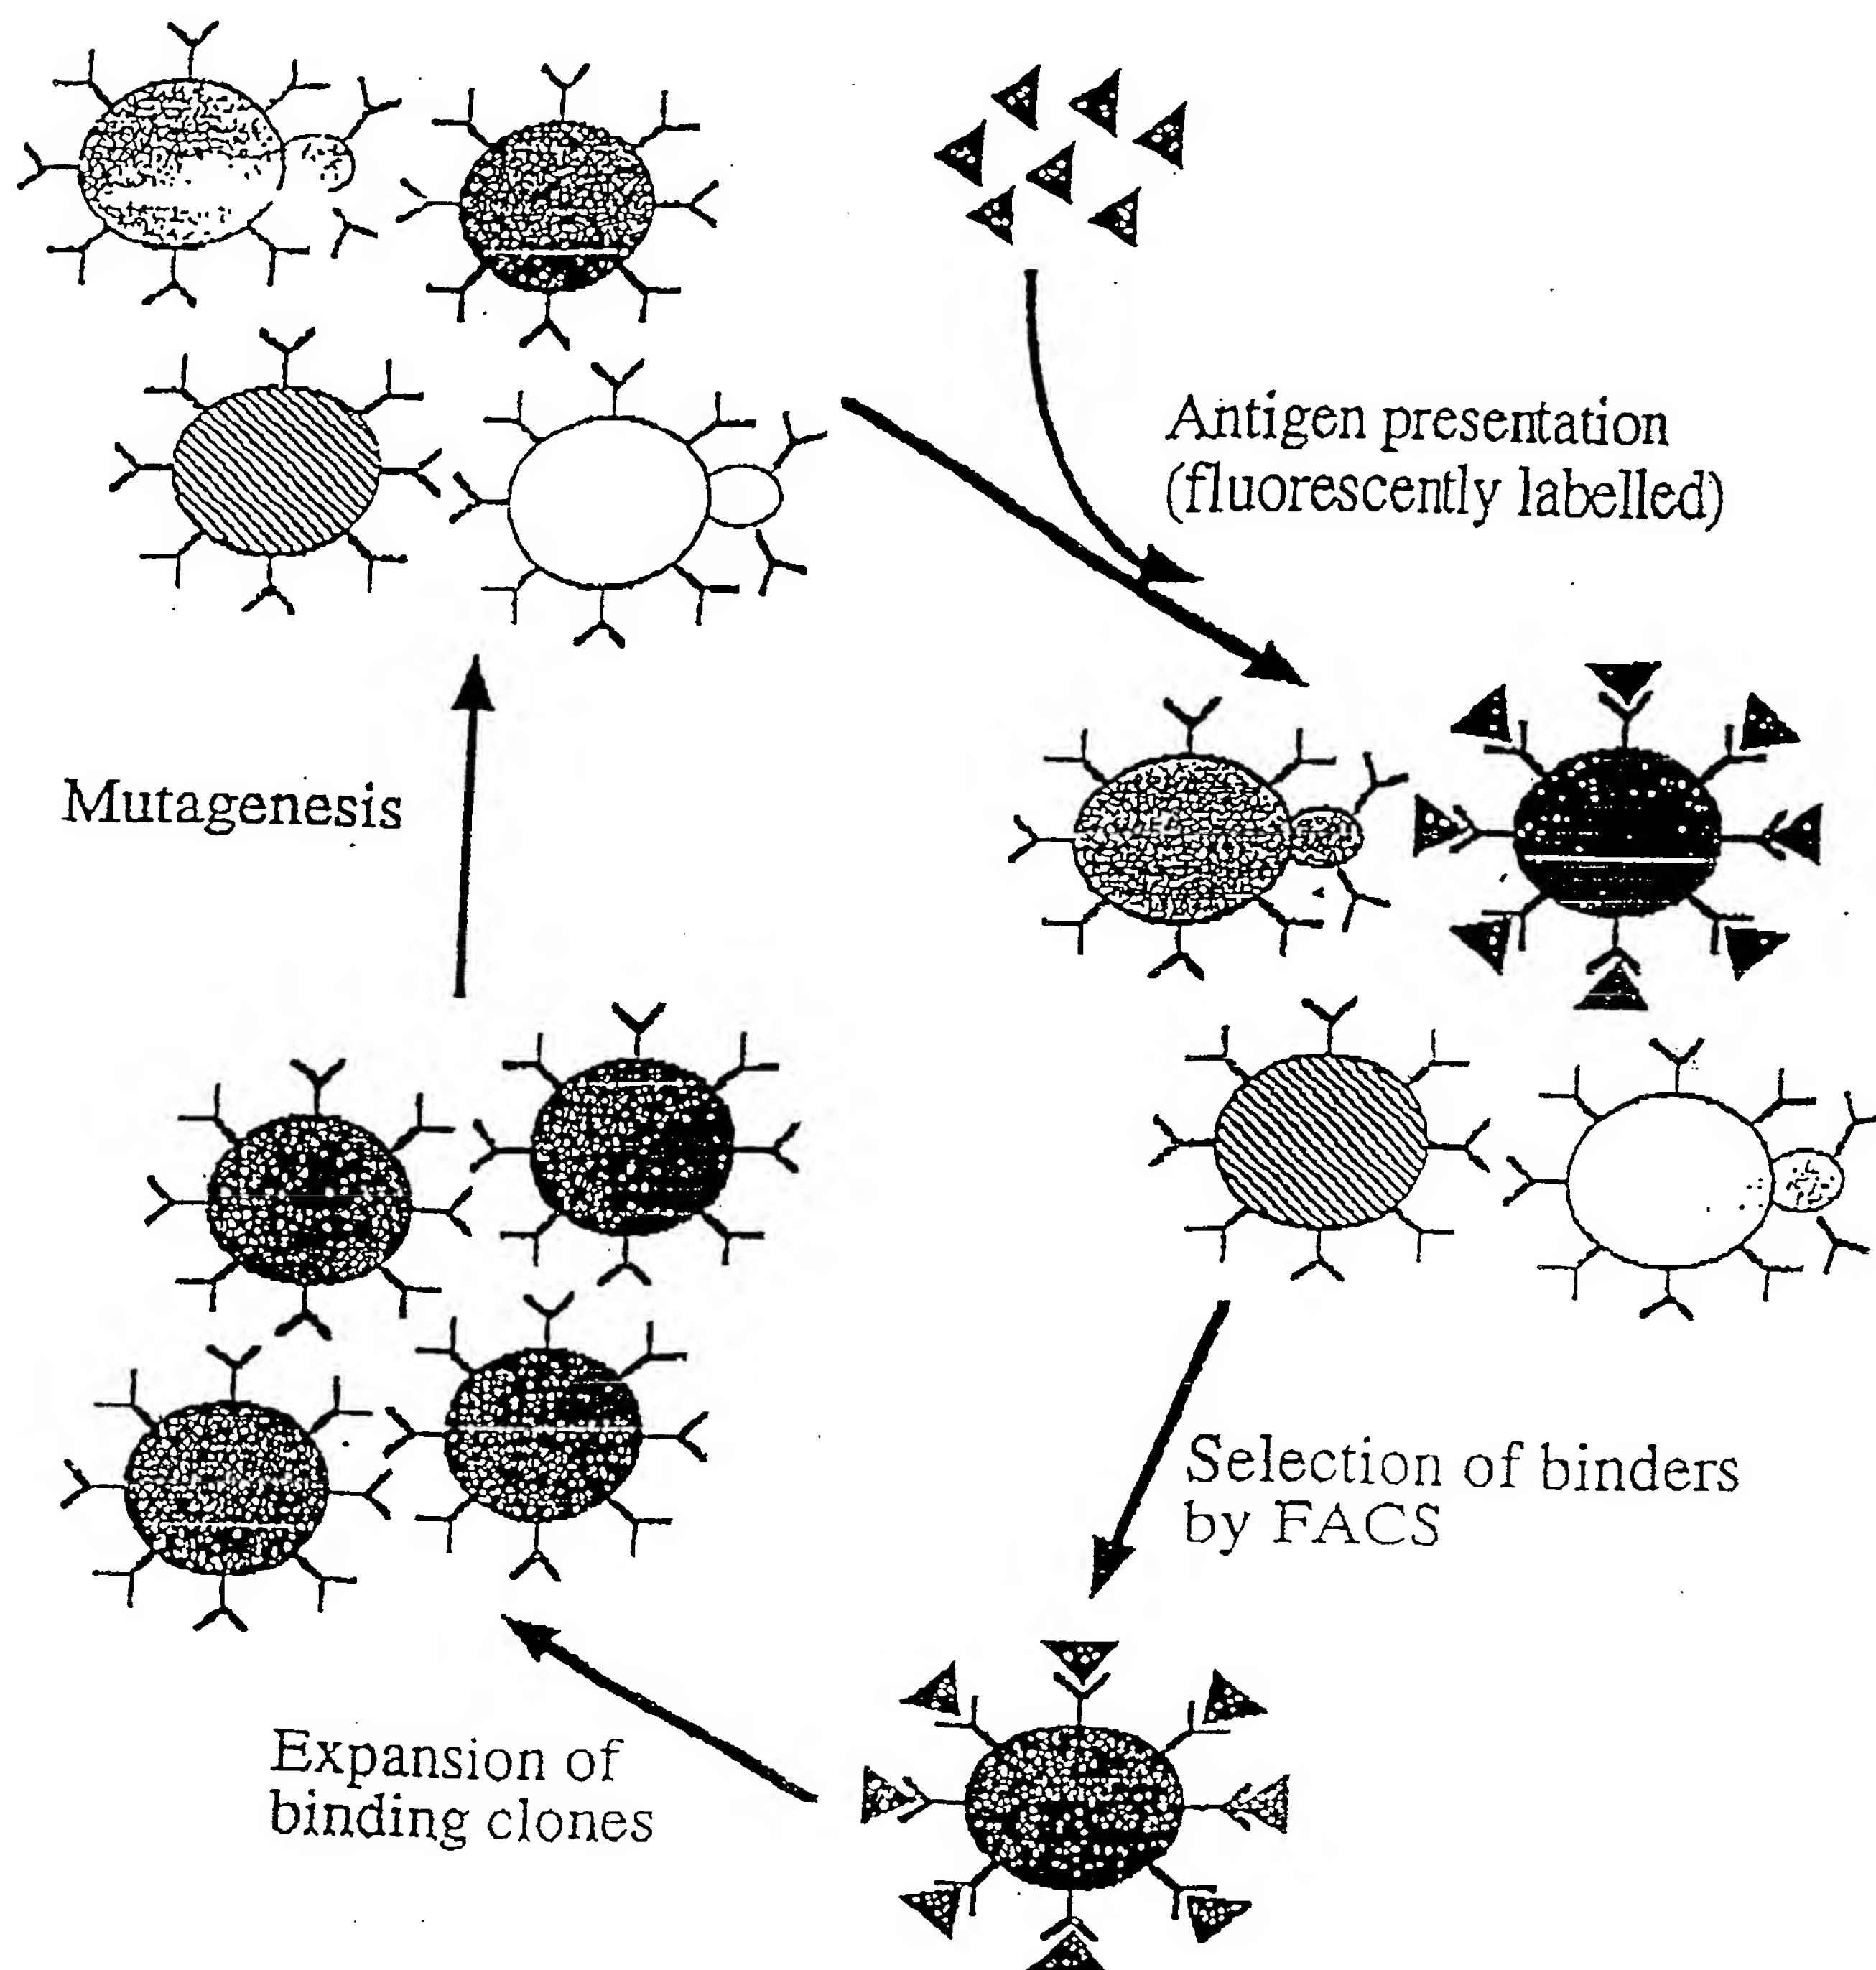 Antigen presentation
(fluorescently labelled)
Mutagenesis
Selection of binders
by FACS
Expansion of
binding clones